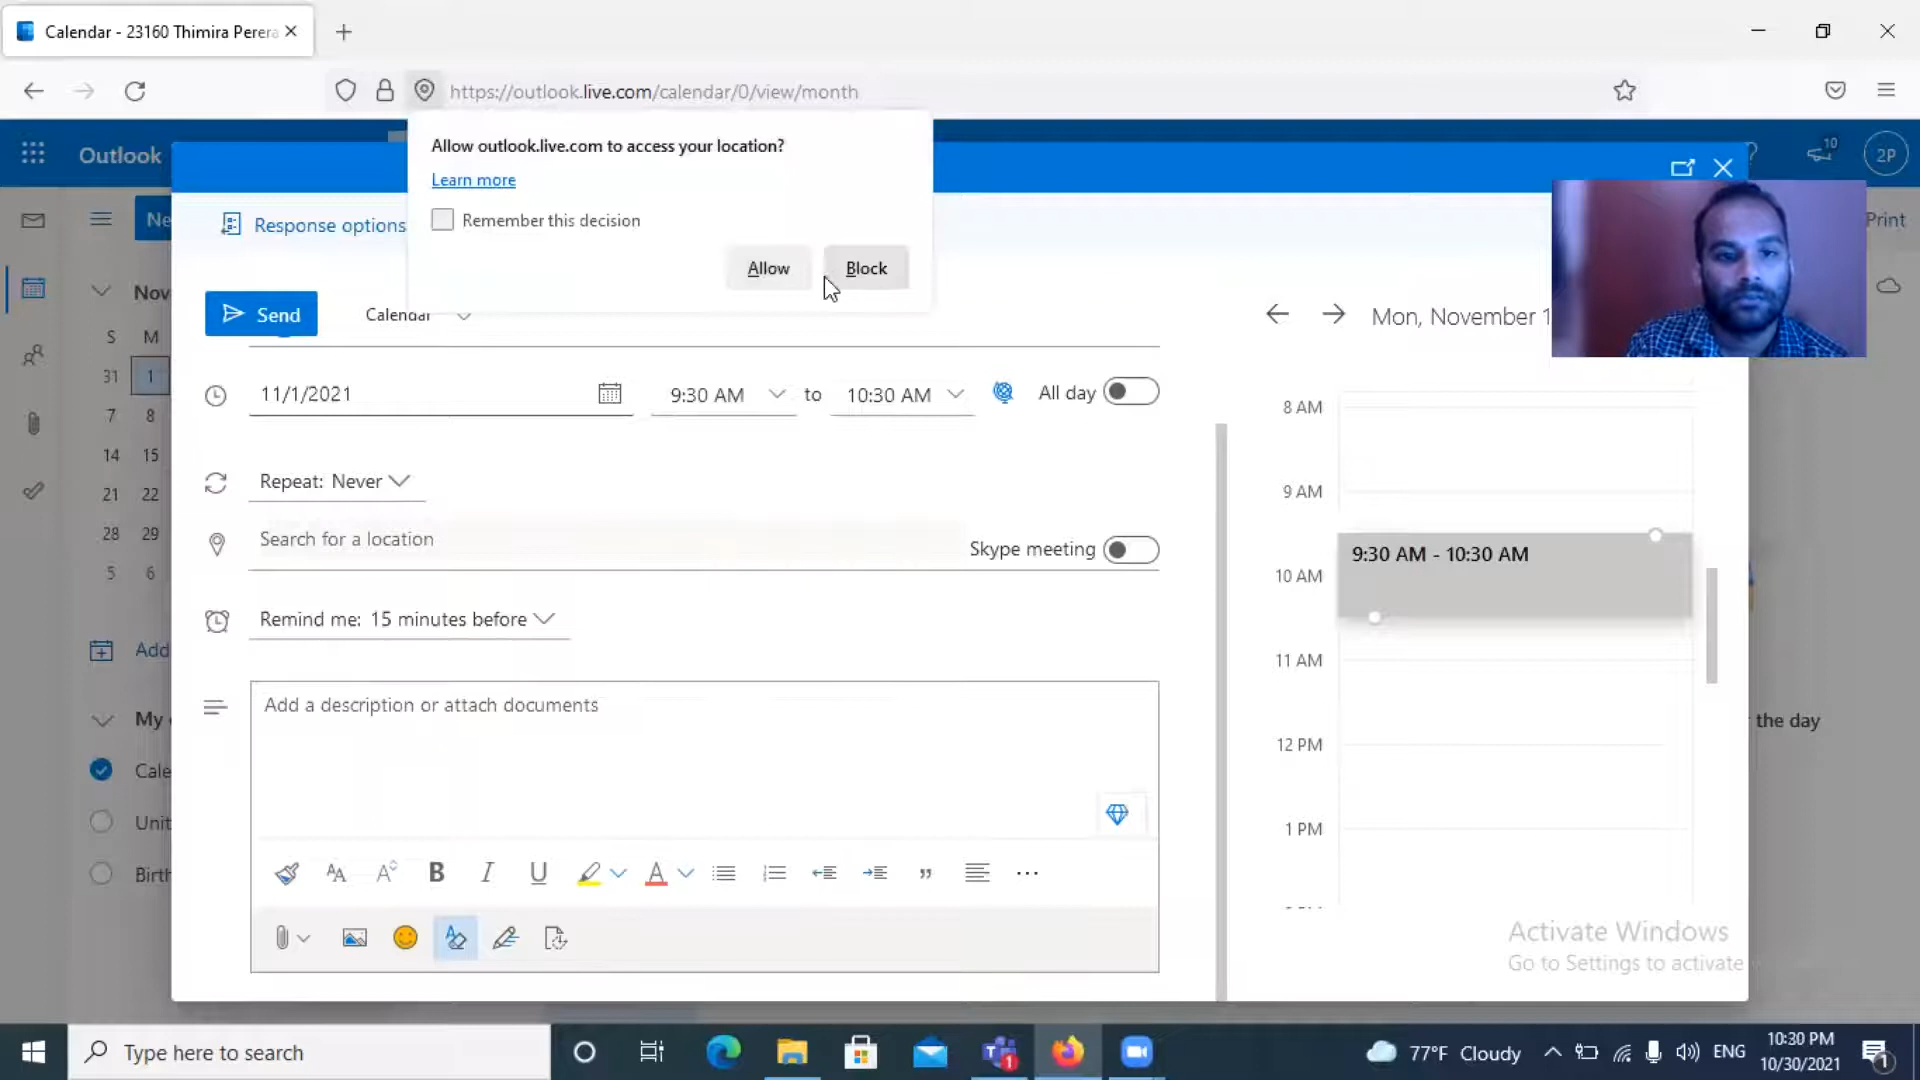 Calendar - 23160 Thimira Perera
https://outlook.live.com/calendar/0/view/month
Allow outlook.live.com to access your location?
Learn more
Remember this decision
Allow
Block
Outlook
10
2P
Ne
Response options
Print
Nov
Send
Calendar
Mon, November 1
S M
31 1
7 8
14 15
21 22
28 29
5 6
11/1/2021
9:30 AM
to
10:30 AM
All day
8 AM
9 AM
Repeat: Never
Search for a location
Skype meeting
9:30 AM - 10:30 AM
10 AM
Remind me: 15 minutes before
11 AM
Add
Add a description or attach documents
My
the day
12 PM
Cale
Unit
1 PM
Birth
Activate Windows
Go to Settings to activate
Type here to search
1
77°F Cloudy
ENG
10:30 PM
10/30/2021
1